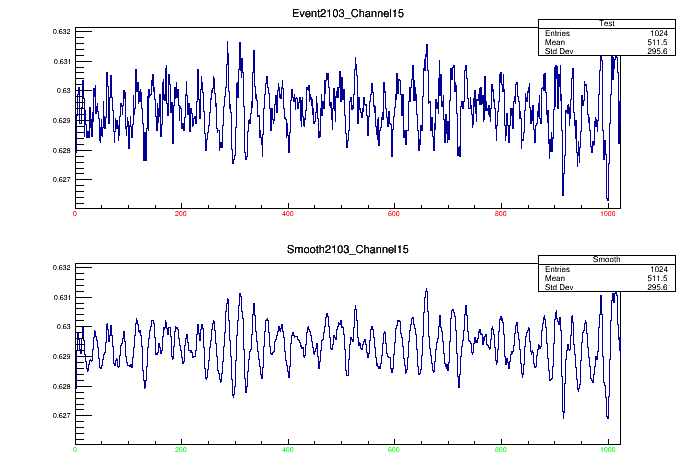 Event2103_Channel15
Test
Entries 1024
Mean 511.5
Std Dev 295.6
0.632
0.631
0.63
0.629
0.628
0.627
0 200 400 600 800 1000
Smooth2103_Channel15
Smooth
Entries 1024
Mean 511.5
Std Dev 295.6
0.632
0.631
0.63
0.629
0.628
0.627
0 200 400 600 800 1000